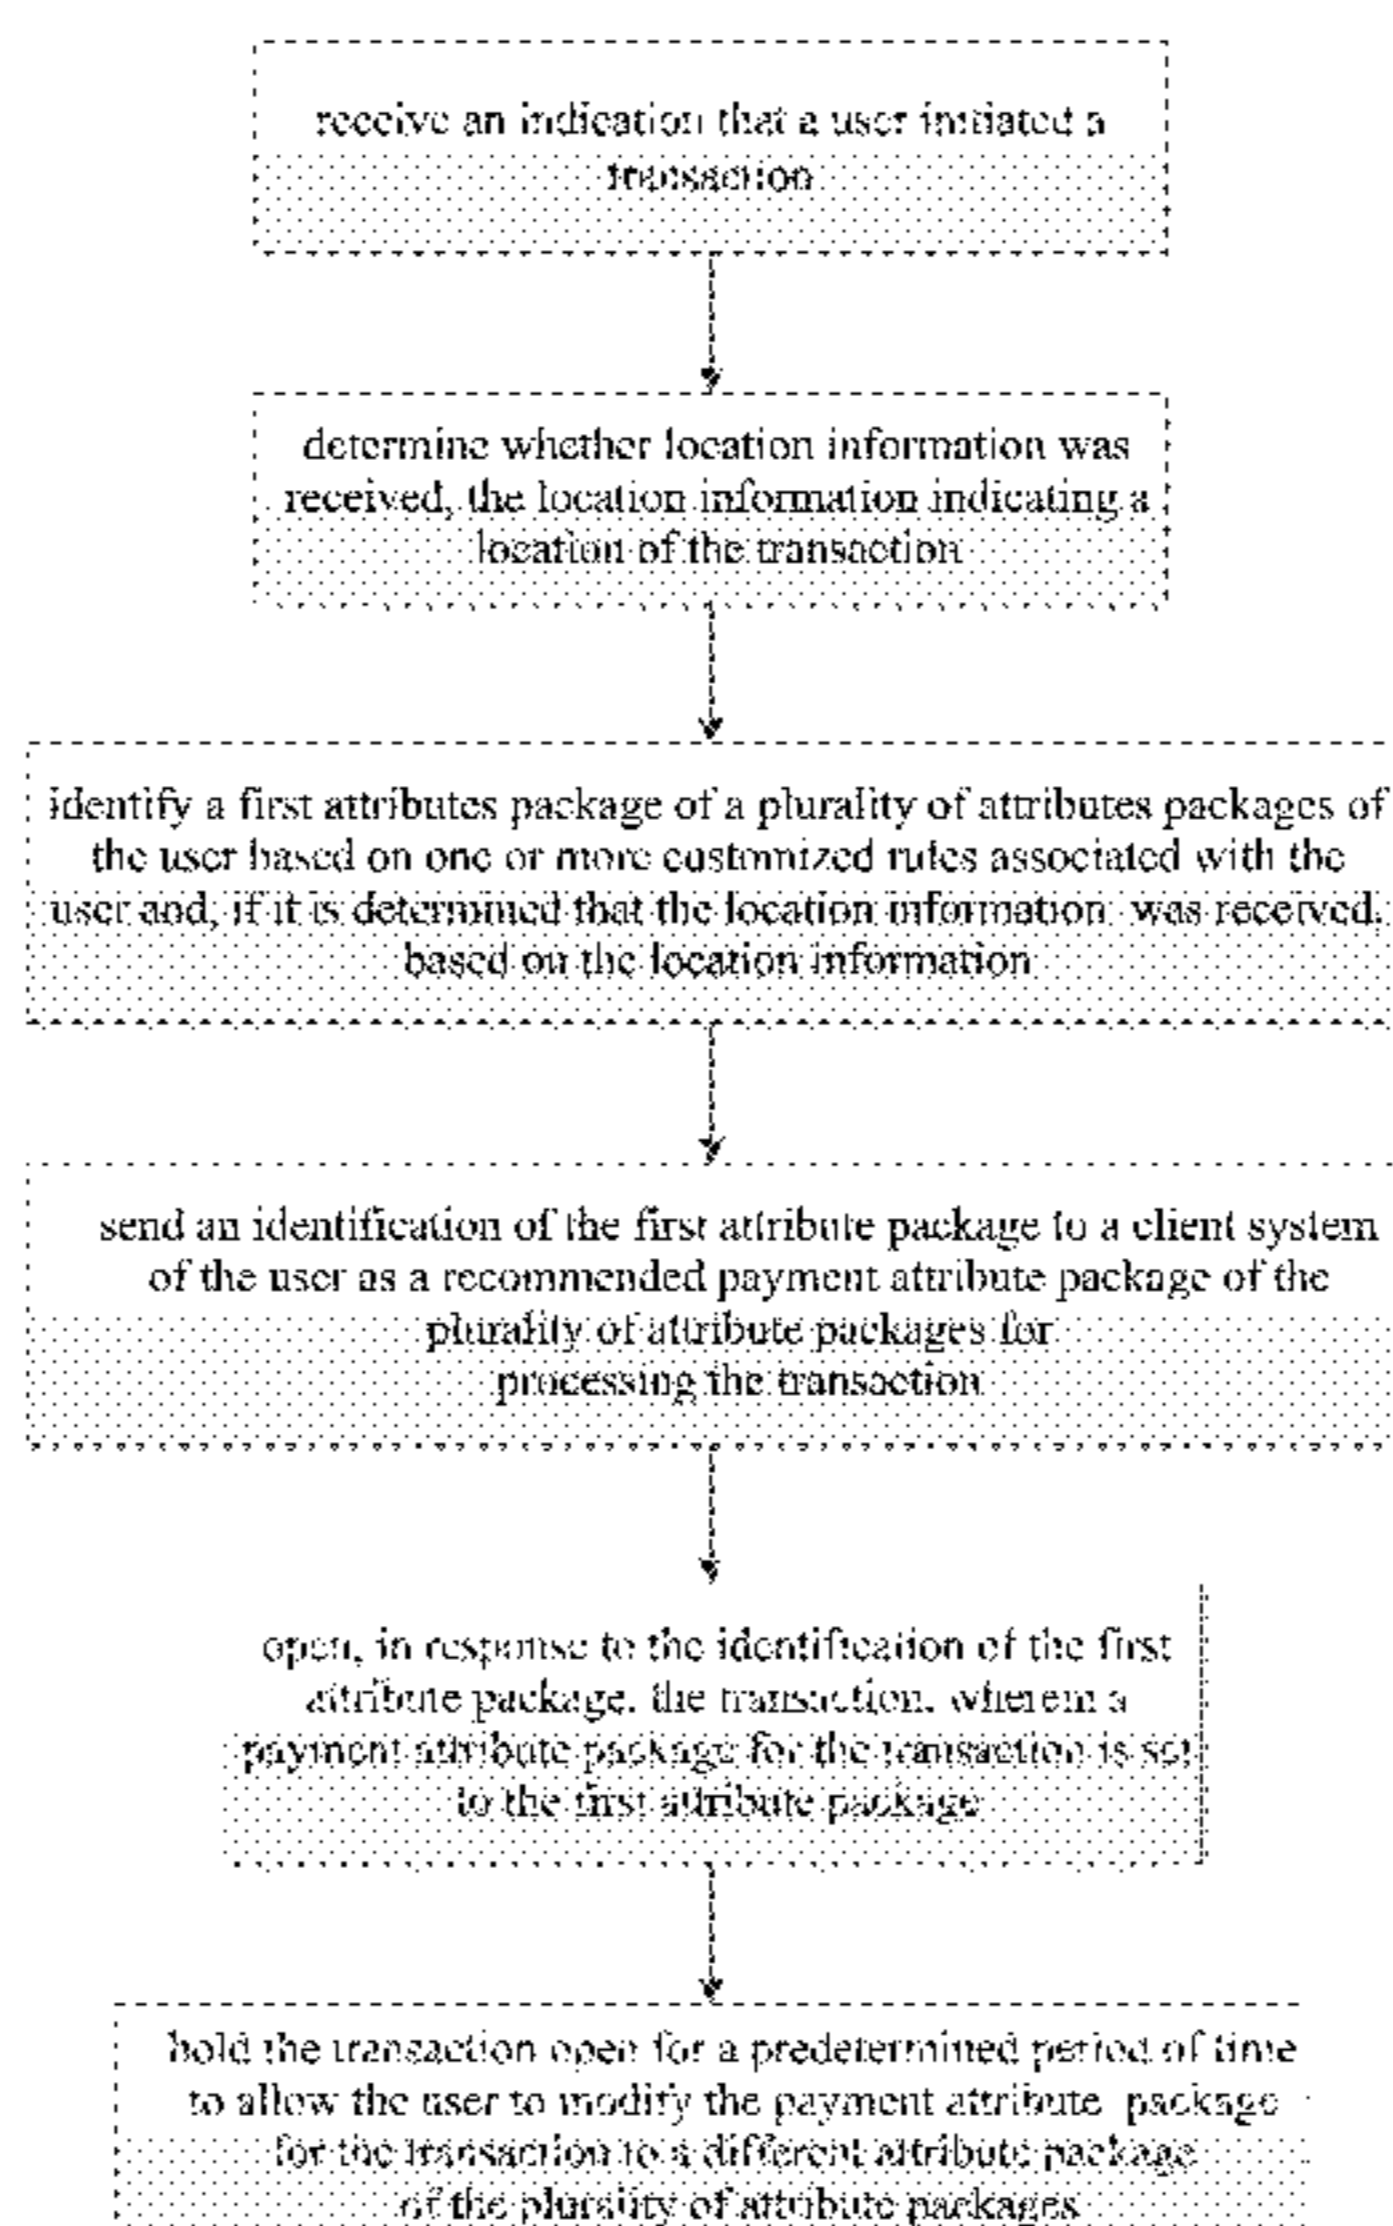 receive an indication that a user initiated a
transaction
determine whether location information was
received, the location information indicating a
location of the transaction
identify a first attributes package of a plurality of attributes packages of
the user based on one or more customized rules associated with the
user and, if it is determined that the location information was received,
based on the location information
send an identification of the first attribute package to a client system
of the user as a recommended payment attribute package of the
plurality of attribute packages for
processing the transaction
open, in response to the identification of the first
attribute package, the transaction, wherein a
payment attribute package for the transaction is set
to the first attribute package
hold the transaction open for a predetermined period of time
to allow the user to modify the payment attribute package
for the transaction to a different attribute package
of the plurality of attribute packages